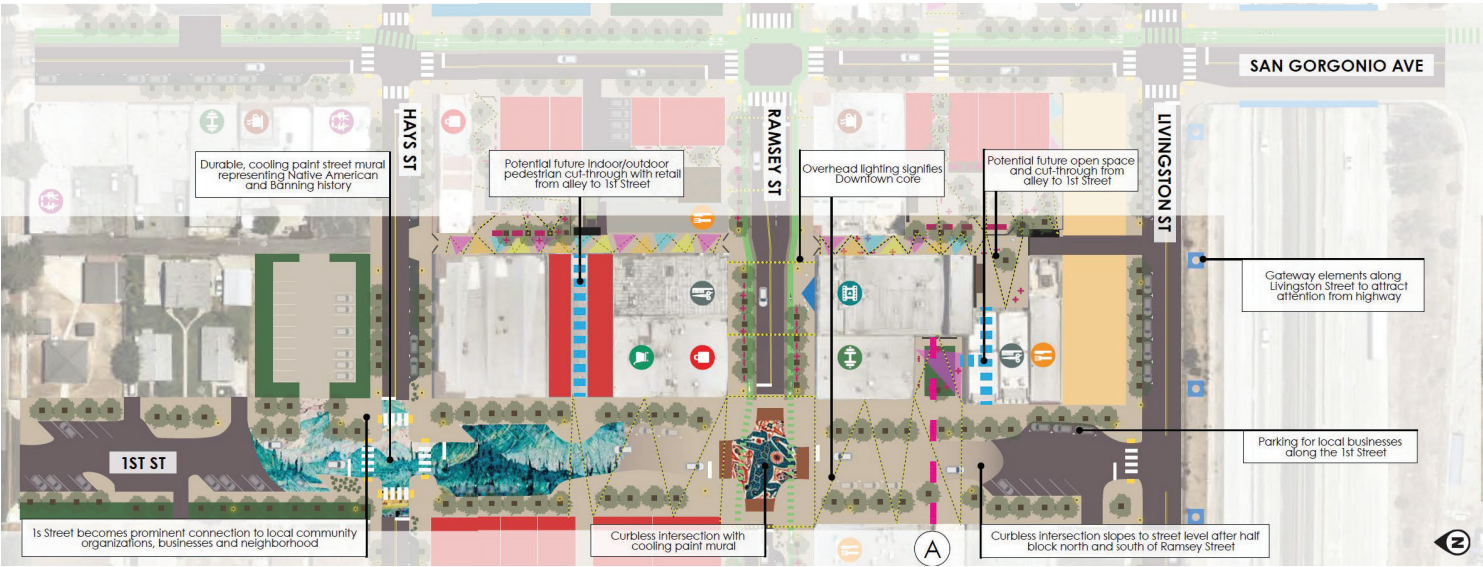 SAN GORGONIO AVE
HAYS ST
RAMSEY ST
LIVINGSTON ST
Durable, cooling paint street mural
representing Native American
and Banning history
Potential future indoor/outdoor
pedestrian cut-through with retail
from alley to 1st Street
Overhead lighting signifies
Downtown core
Potential future open space
and cut-through from
alley to 1st Street
Gateway elements along
Livingston Street to attract
attention from highway
Parking for local businesses
along the 1st Street
1ST ST
1s Street becomes prominent connection to local community
organizations, businesses and neighborhood
Curbless intersection with
cooling paint mural
A
Curbless intersection slopes to street level after half
block north and south of Ramsey Street
N